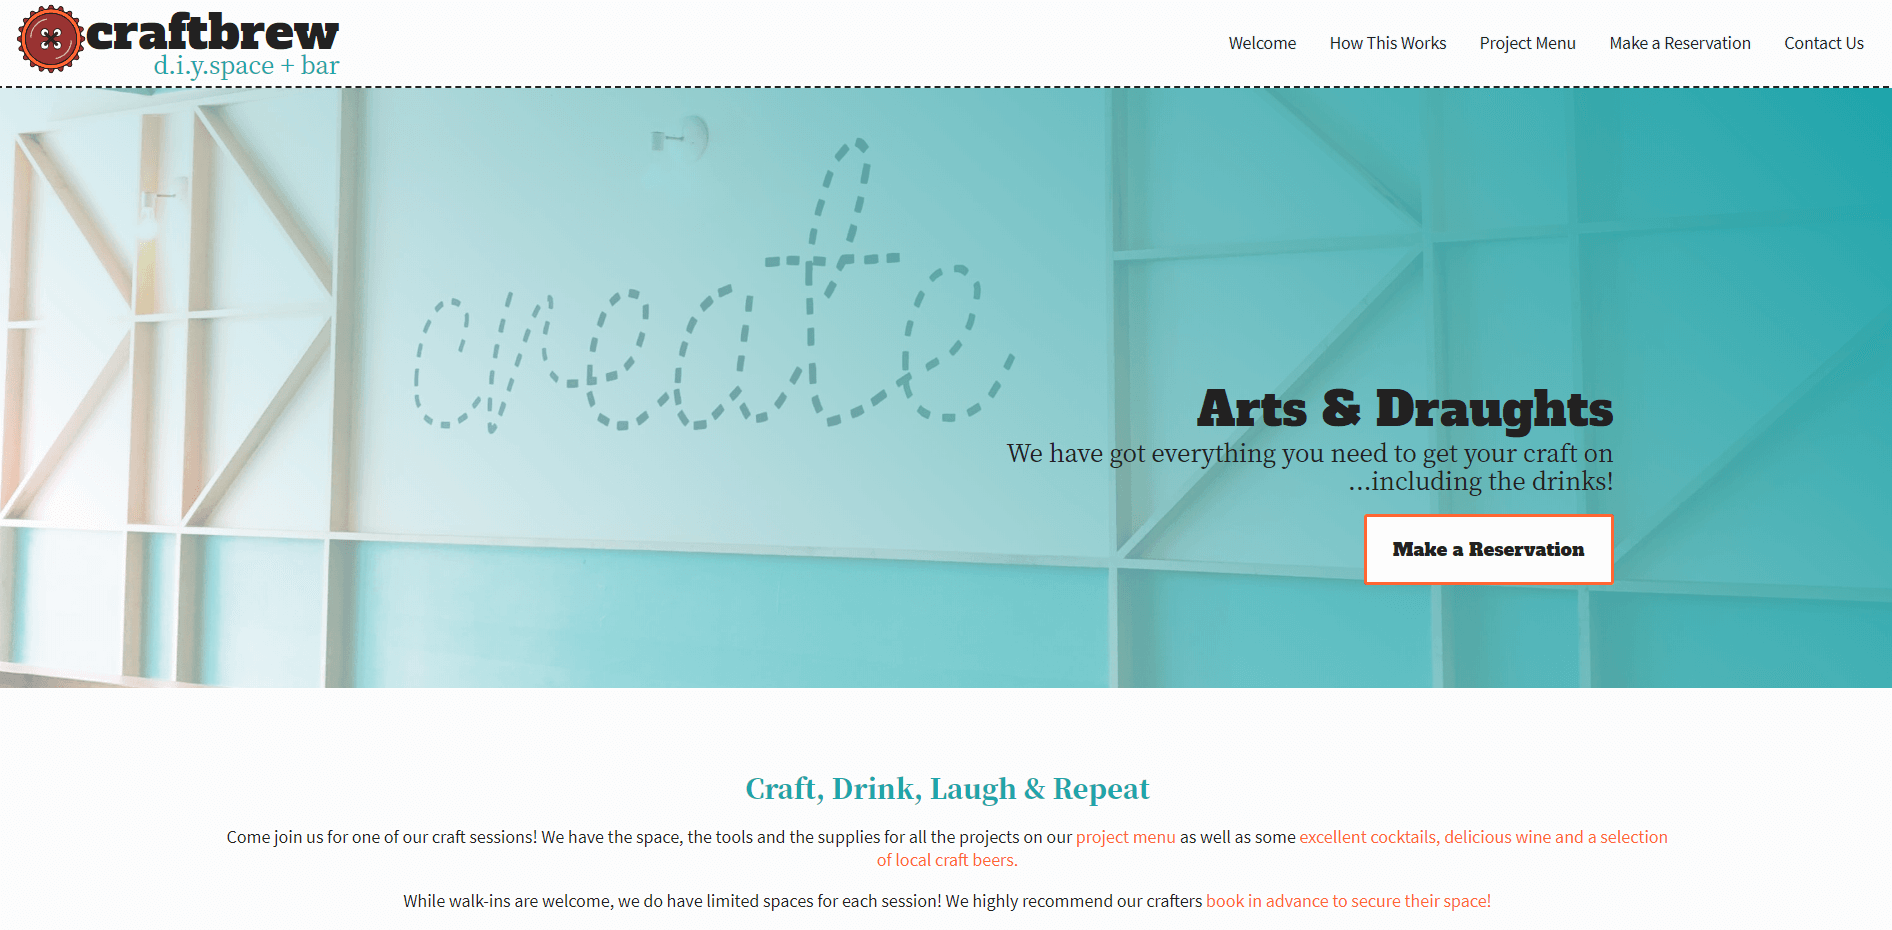 craftbrew
d.i.y.space + bar
Welcome How This Works Project Menu Make a Reservation Contact Us
create
Arts & Draughts
We have got everything you need to get your craft on
...including the drinks!
Make a Reservation
Craft, Drink, Laugh & Repeat
Come join us for one of our craft sessions! We have the space, the tools and the supplies for all the projects on our project menu as well as some excellent cocktails, delicious wine and a selection
of local craft beers.
While walk-ins are welcome, we do have limited spaces for each session! We highly recommend our crafters book in advance to secure their space!